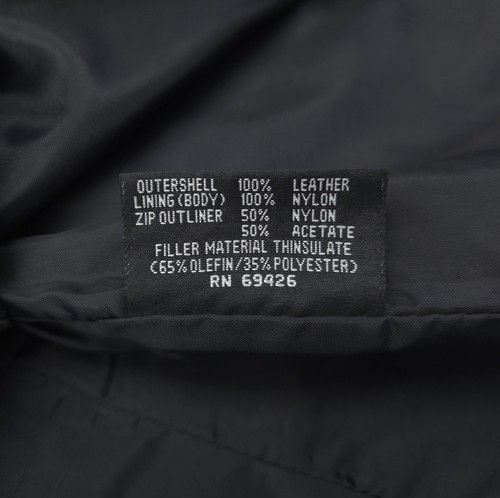 OUTERSHELL 100% LEATHER
LINING (BODY) 100% NYLON
ZIP OUTLINER 50% NYLON
50% ACETATE
FILLER MATERIAL THINSULATE
(65% OLEFIN/35% POLYESTER)
RN 69426